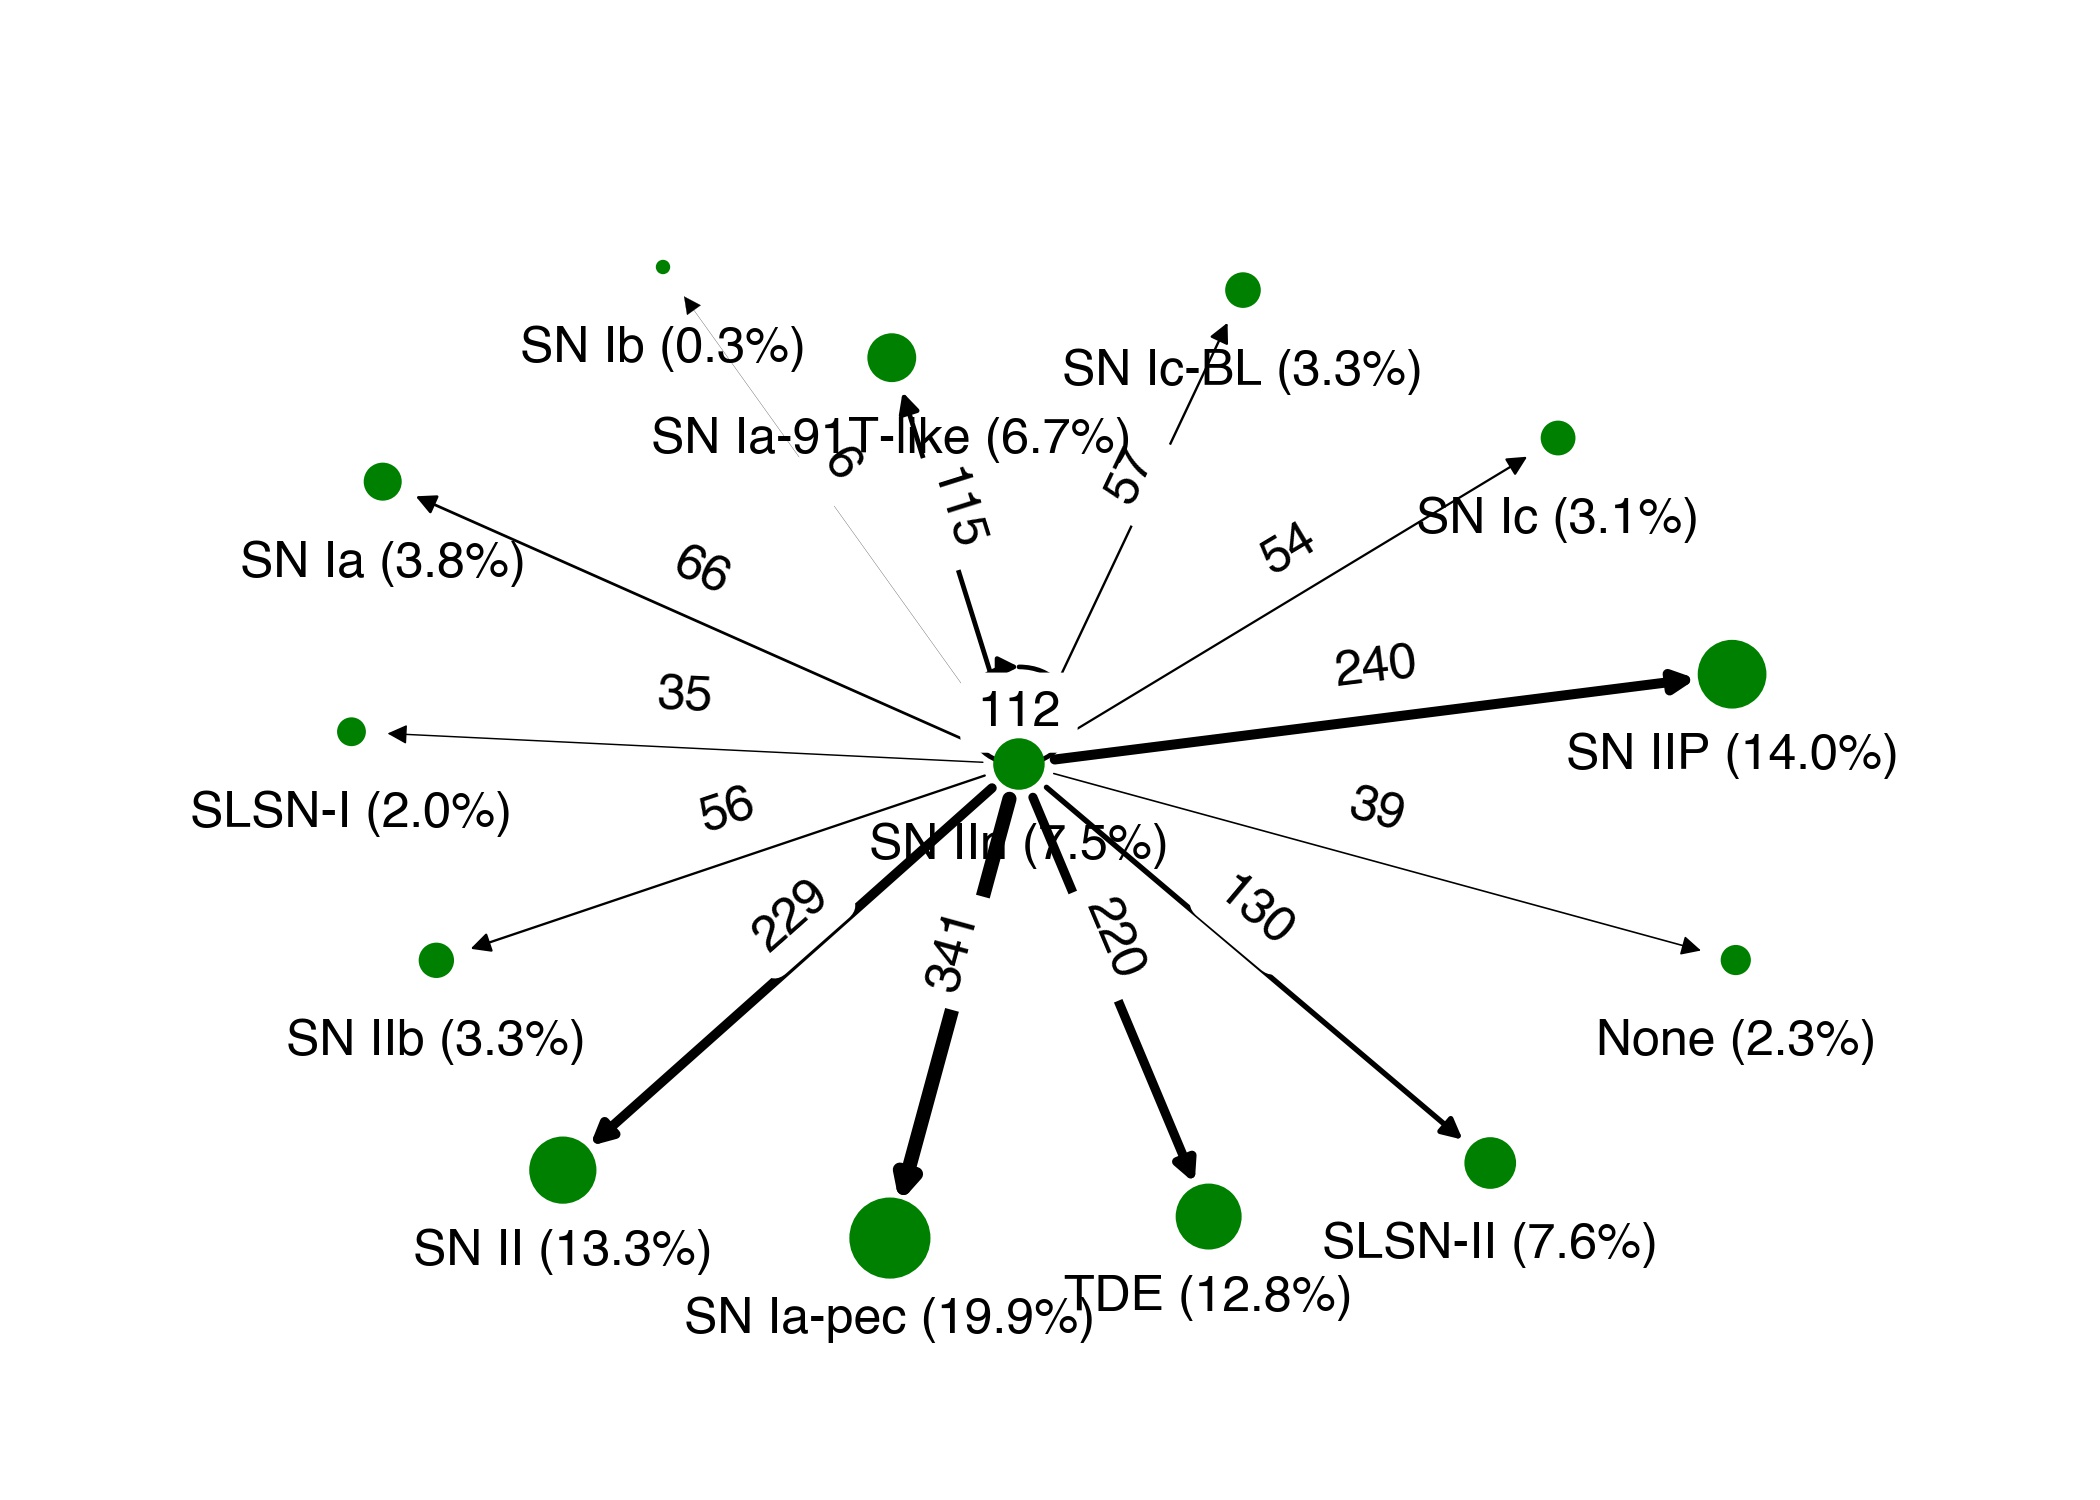 SN Ib (0.3%)
SN Ic-BL (3.3%)
SN Ia-91T-like (6.7%)
6
115
57
SN Ic (3.1%)
54
SN Ia (3.8%)
66
240
35
112
SN IIP (14.0%)
SLSN-I (2.0%)
56
39
SN IIn (7.5%)
229
341
220
130
SN IIb (3.3%)
None (2.3%)
SN II (13.3%)
SLSN-II (7.6%)
SN Ia-pec (19.9%)
TDE (12.8%)